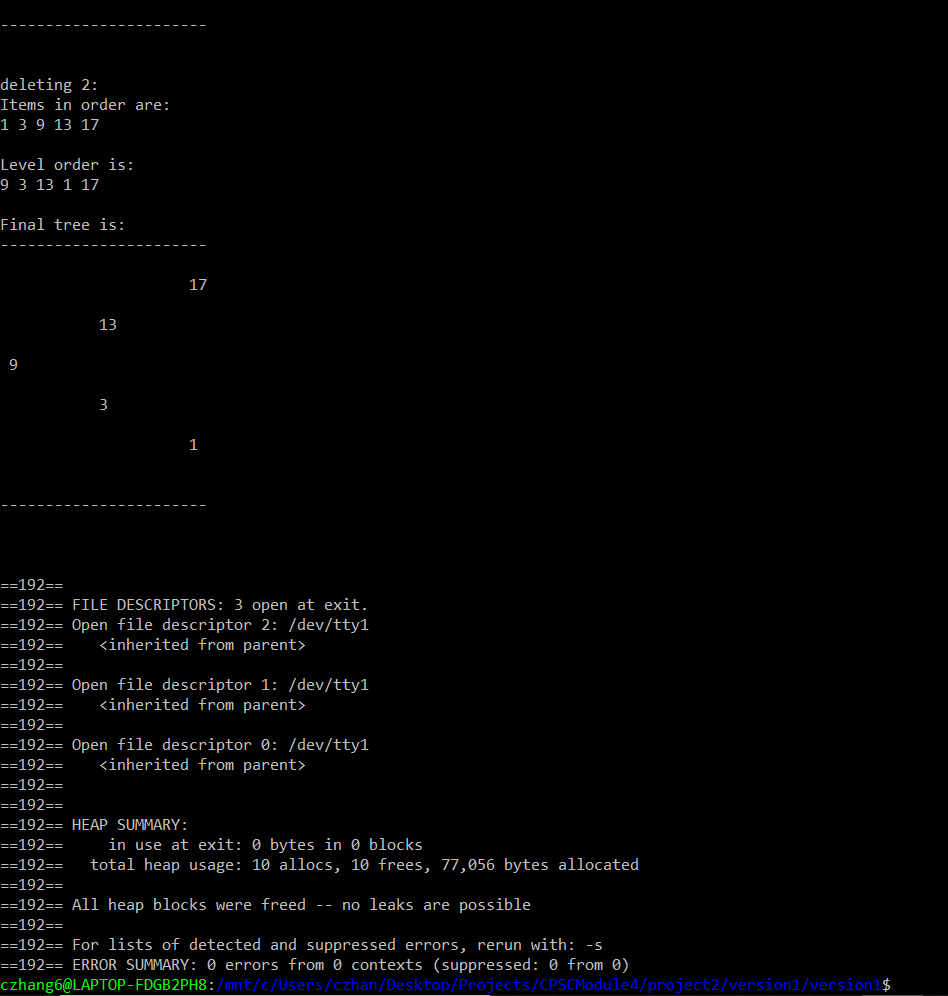 -----------------------
deleting 2:
Items in order are:
1 3 9 13 17
Level order is:
9 3 13 1 17
Final tree is:
-----------------------
17
13
9
3
1
-----------------------
==192==
==192== FILE DESCRIPTORS: 3 open at exit.
==192== Open file descriptor 2: /dev/tty1
==192==    <inherited from parent>
==192==
==192== Open file descriptor 1: /dev/tty1
==192==    <inherited from parent>
==192==
==192== Open file descriptor 0: /dev/tty1
==192==    <inherited from parent>
==192==
==192==
==192== HEAP SUMMARY:
==192==     in use at exit: 0 bytes in 0 blocks
==192==   total heap usage: 10 allocs, 10 frees, 77,056 bytes allocated
==192==
==192== All heap blocks were freed -- no leaks are possible
==192==
==192== For lists of detected and suppressed errors, rerun with: -s
==192== ERROR SUMMARY: 0 errors from 0 contexts (suppressed: 0 from 0)
czhang6@LAPTOP-FDGB2PH8:/mnt/c/Users/czhan/Desktop/Projects/CPSCModule4/project2/version1/version1$